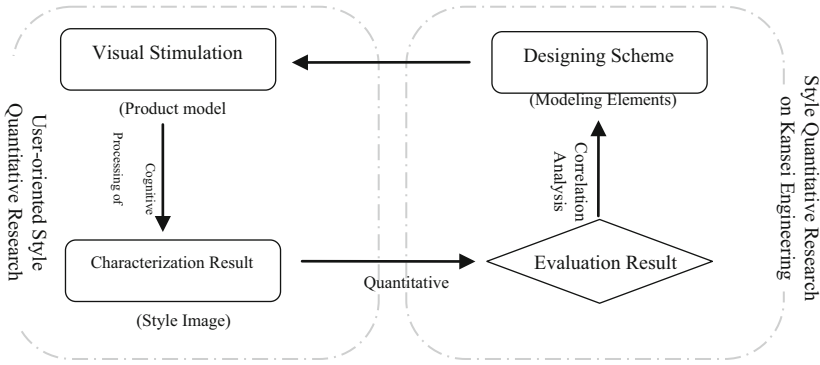 Visual Stimulation
(Product model
Cognitive
Processing of
Characterization Result
(Style Image)
User-oriented Style
Quantitative Research
Quantitative
Designing Scheme
(Modeling Elements)
Correlation
Analysis
Evaluation Result
Style Quantitative Research
on Kansei Engineering